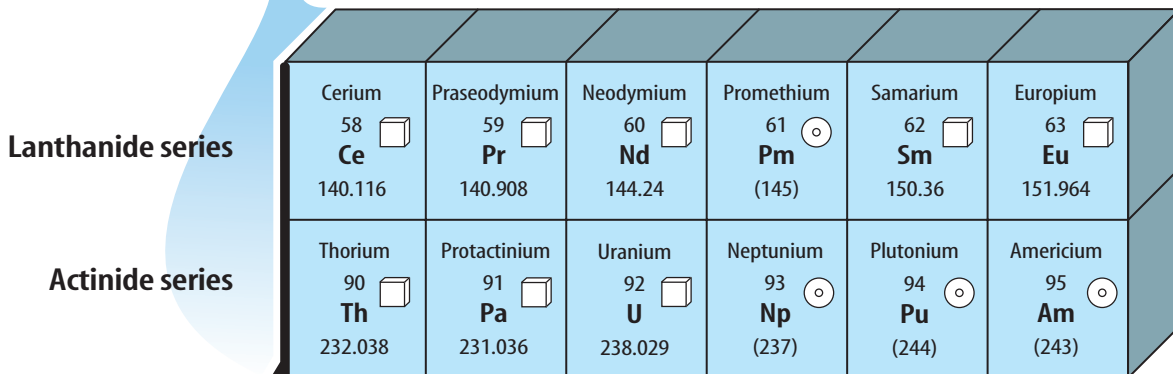 Lanthanide series
Cerium
58
Ce
140.116
Praseodymium
59
Pr
140.908
Neodymium
60
Nd
144.24
Promethium
61
Pm
(145)
Samarium
62
Sm
150.36
Europium
63
Eu
151.964
Actinide series
Thorium
90
Th
232.038
Protactinium
91
Pa
231.036
Uranium
92
U
238.029
Neptunium
93
Np
(237)
Plutonium
94
Pu
(244)
Americium
95
Am
(243)